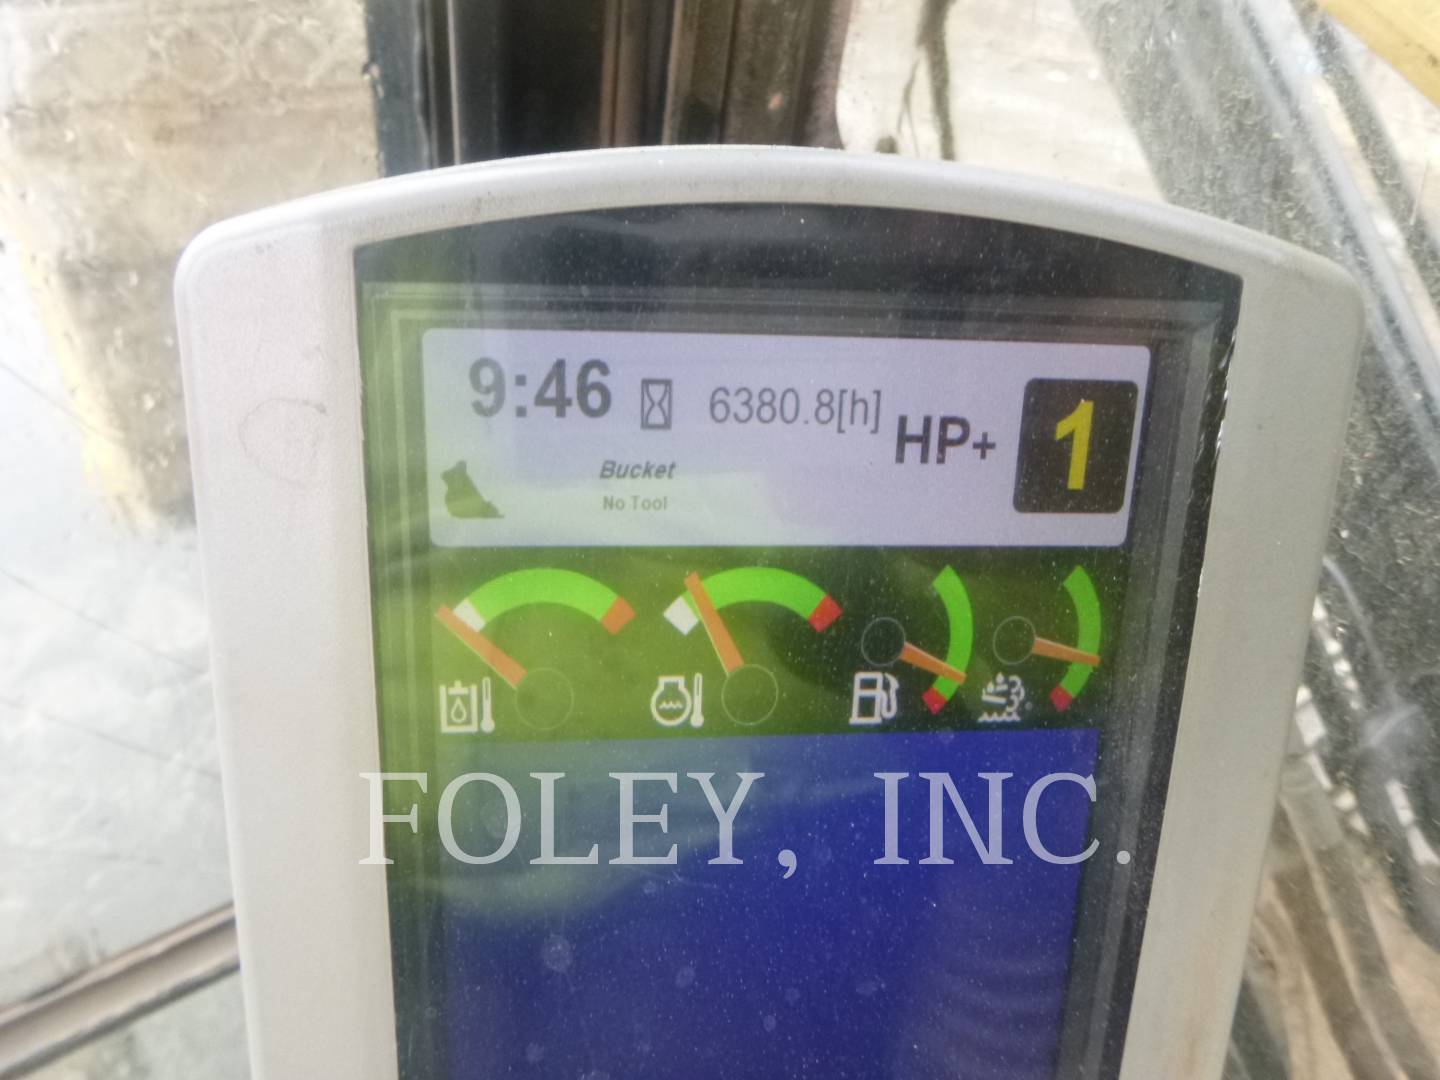 9:46 6380.8[h] HP+ 1
Bucket
No Tool
FOLEY, INC.